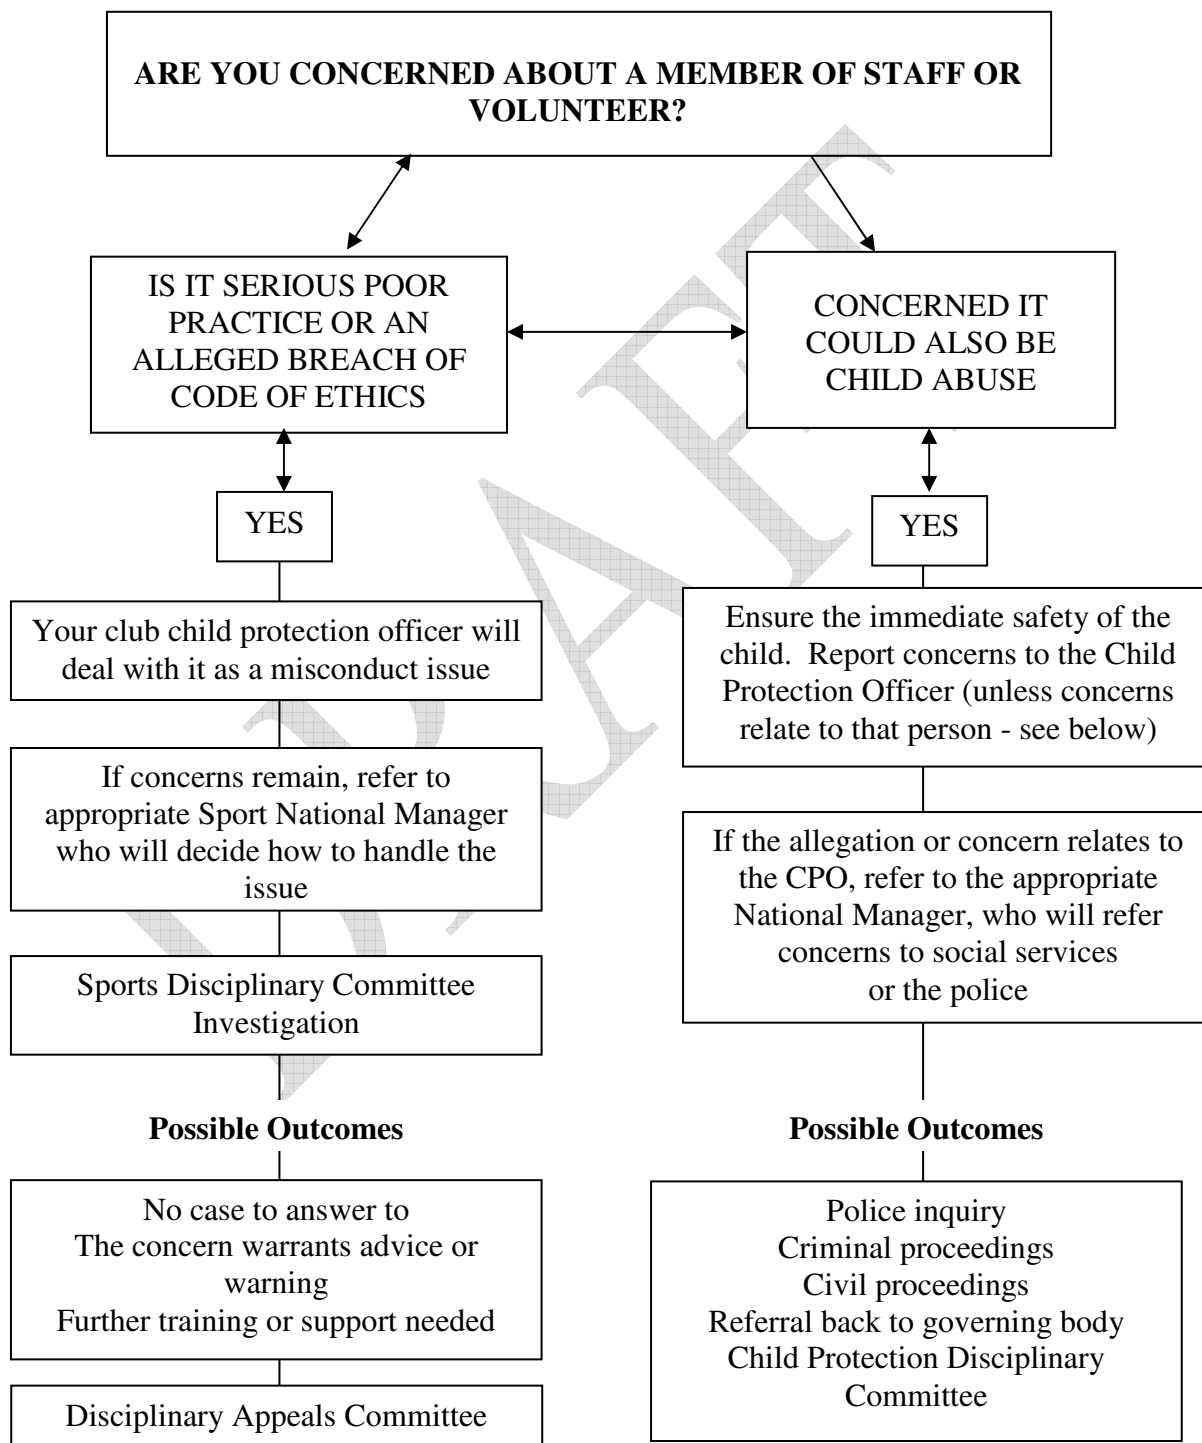 ARE YOU CONCERNED ABOUT A MEMBER OF STAFF OR
VOLUNTEER?
IS IT SERIOUS POOR
PRACTICE OR AN
ALLEGED BREACH OF
CODE OF ETHICS
CONCERNED IT
COULD ALSO BE
CHILD ABUSE
YES
YES
Your club child protection officer will
deal with it as a misconduct issue
If concerns remain, refer to
appropriate Sport National Manager
who will decide how to handle the
issue
Sports Disciplinary Committee
Investigation
Possible Outcomes
No case to answer to
The concern warrants advice or
warning
Further training or support needed
Disciplinary Appeals Committee
Ensure the immediate safety of the
child.  Report concerns to the Child
Protection Officer (unless concerns
relate to that person - see below)
If the allegation or concern relates to
the CPO, refer to the appropriate
National Manager, who will refer
concerns to social services
or the police
Possible Outcomes
Police inquiry
Criminal proceedings
Civil proceedings
Referral back to governing body
Child Protection Disciplinary
Committee
DRAFT